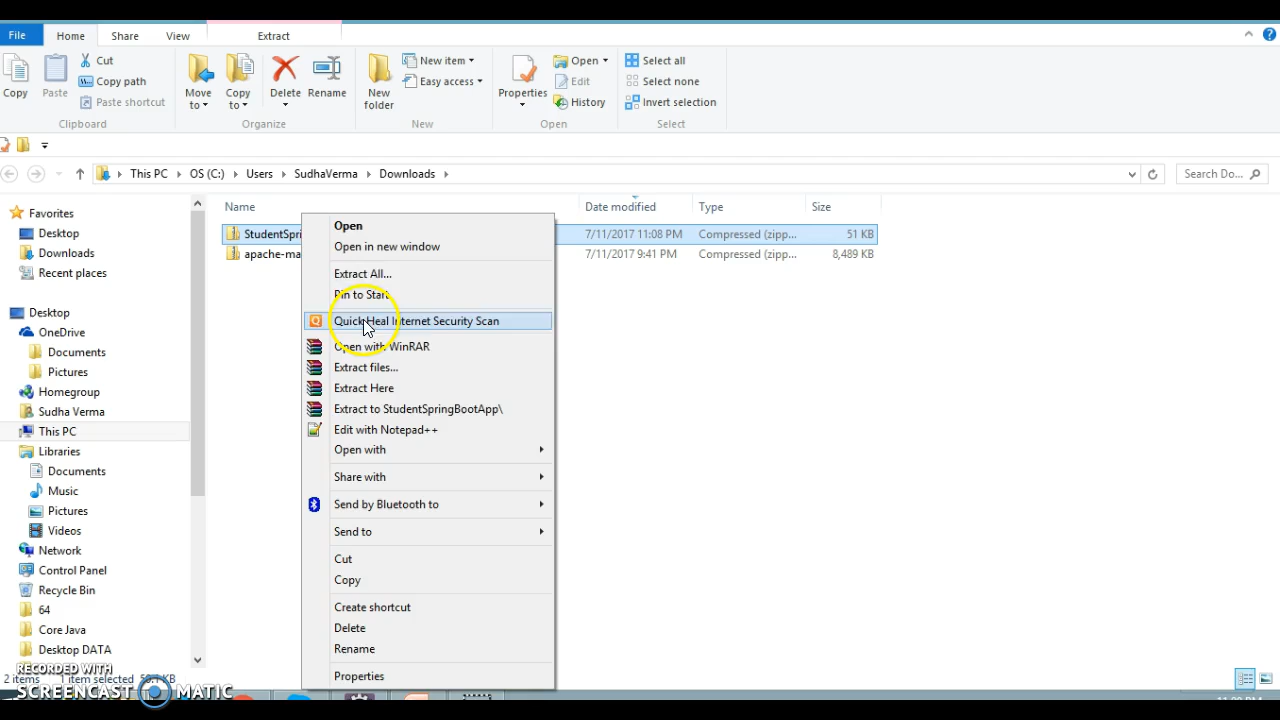 File Home Share View Extract
Copy Paste Cut Copy path Paste shortcut Move to Copy to Delete Rename New folder New item Easy access Properties Open Edit History Select all Select none Invert selection
Clipboard Organize New Open Select
This PC OS (C:) Users SudhaVerma Downloads Search Do...
Name Date modified Type Size
StudentSpri 7/11/2017 11:08 PM Compressed (zipp... 51 KB
apache-ma 7/11/2017 9:41 PM Compressed (zipp... 8,489 KB
Favorites
Desktop
Downloads
Recent places
Desktop
OneDrive
Documents
Pictures
Homegroup
Sudha Verma
This PC
Libraries
Documents
Music
Pictures
Videos
Network
Control Panel
Recycle Bin
64
Core Java
Desktop DATA
Open
Open in new window
Extract All...
Pin to Start
Quick Heal Internet Security Scan
Open with WinRAR
Extract files...
Extract Here
Extract to StudentSpringBootApp\
Edit with Notepad++
Open with
Share with
Send by Bluetooth to
Send to
Cut
Copy
Create shortcut
Delete
Rename
Properties
2 items 1 item selected
RECORDED WITH
SCREENCAST MATIC